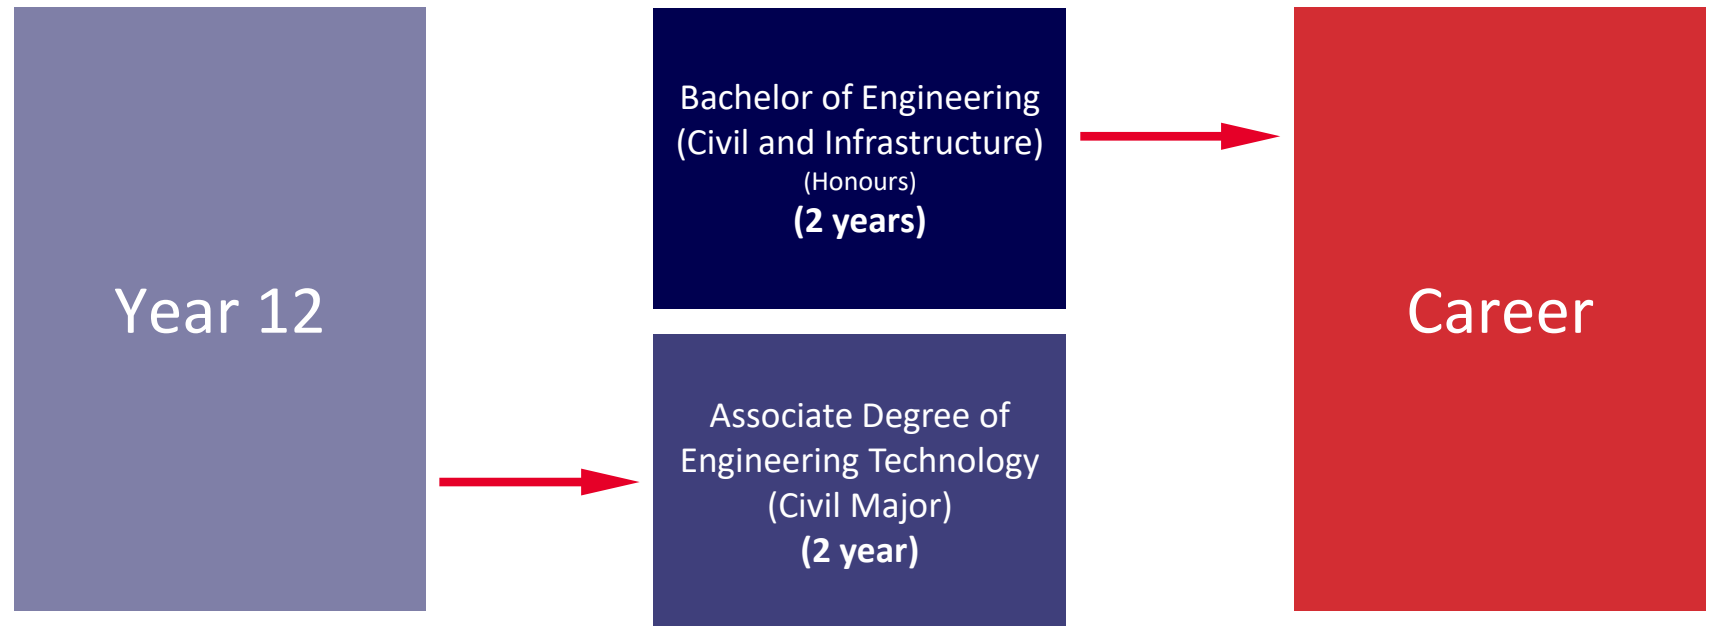 Year 12
Bachelor of Engineering
(Civil and Infrastructure)
(Honours)
(2 years)
Associate Degree of
Engineering Technology
(Civil Major)
(2 year)
Career